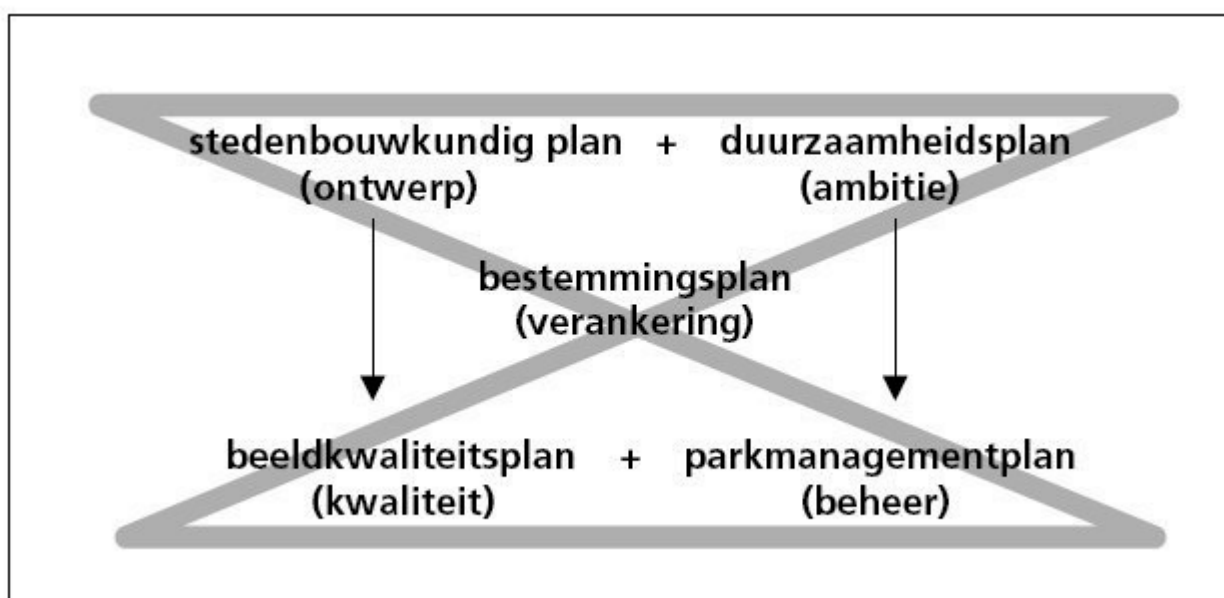 stedenbouwkundig plan + duurzaamheidsplan
(ontwerp) (ambitie)
bestemmingsplan
(verankering)
beeldkwaliteitsplan + parkmanagementplan
(kwaliteit) (beheer)